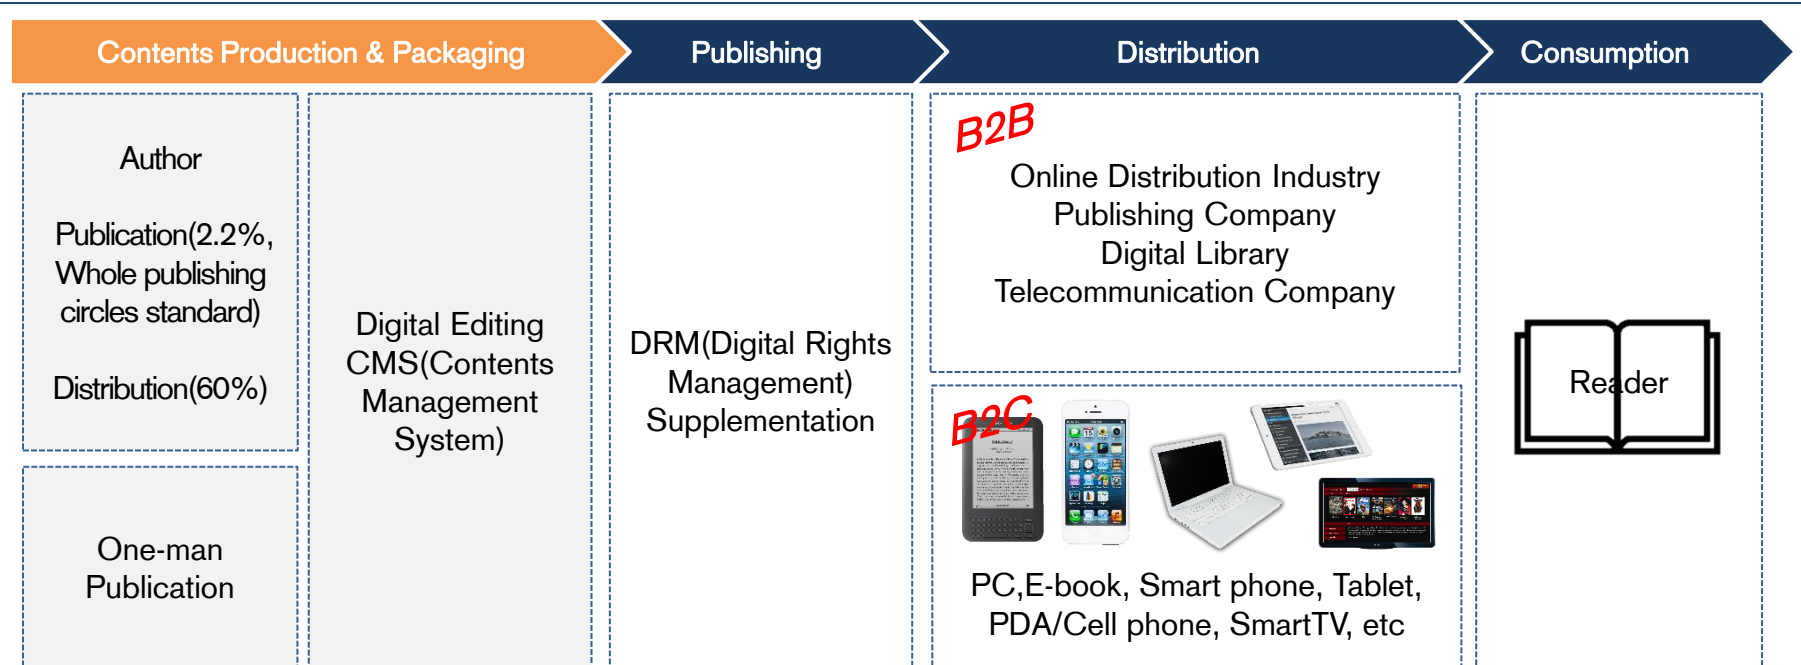 Contents Production & Packaging
Publishing
Distribution
Consumption
Author
Publication(2.2%,
Whole publishing
circles standard)
Distribution(60%)
One-man
Publication
Digital Editing
CMS(Contents
Management
System)
DRM(Digital Rights
Management)
Supplementation
B2B
Online Distribution Industry
Publishing Company
Digital Library
Telecommunication Company
B2C
PC,E-book, Smart phone, Tablet,
PDA/Cell phone, SmartTV, etc
Reader